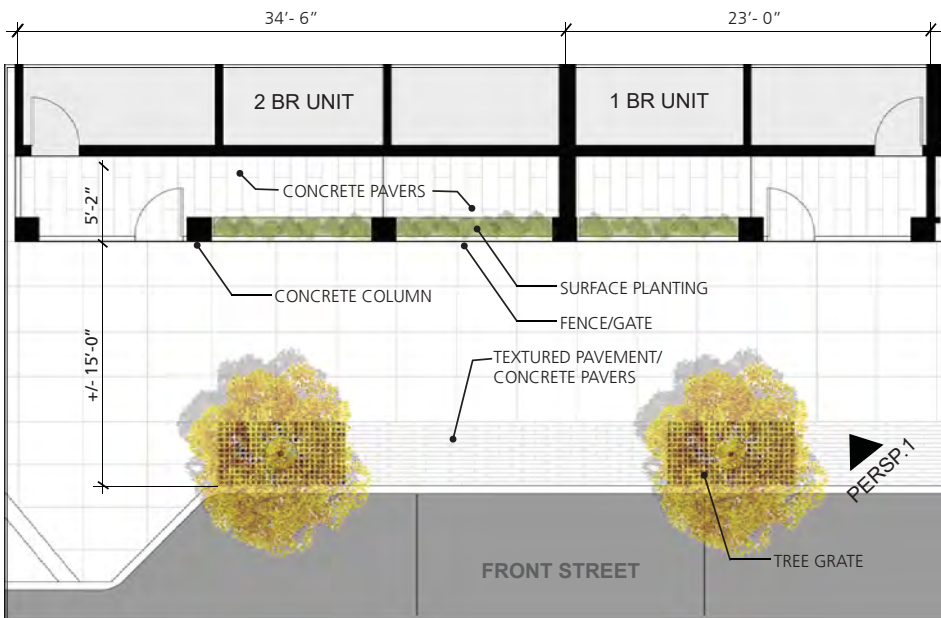 34'- 6”
23'- 0”
2 BR UNIT
1 BR UNIT
5'-2”
CONCRETE PAVERS
CONCRETE COLUMN
SURFACE PLANTING
FENCE/GATE
+/- 15'-0”
TEXTURED PAVEMENT/
CONCRETE PAVERS
PERSP.1
TREE GRATE
FRONT STREET